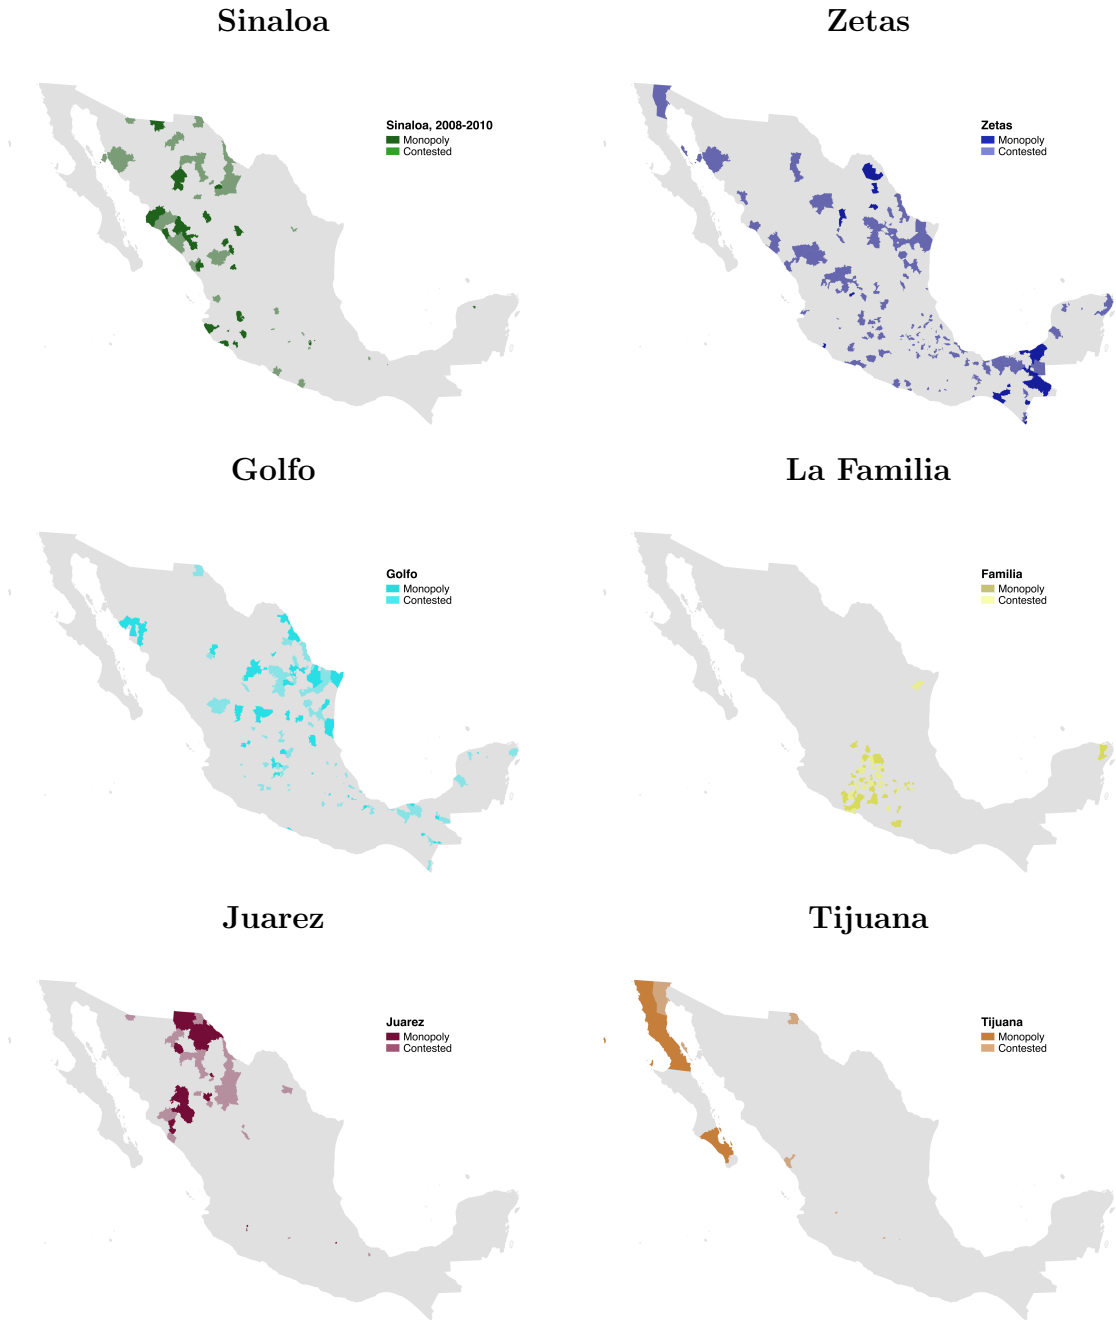 Sinaloa
Zetas
Sinaloa, 2008-2010
Monopoly
Contested
Zetas
Monopoly
Contested
Golfo
La Familia
Golfo
Monopoly
Contested
Familia
Monopoly
Contested
Juarez
Tijuana
Juarez
Monopoly
Contested
Tijuana
Monopoly
Contested